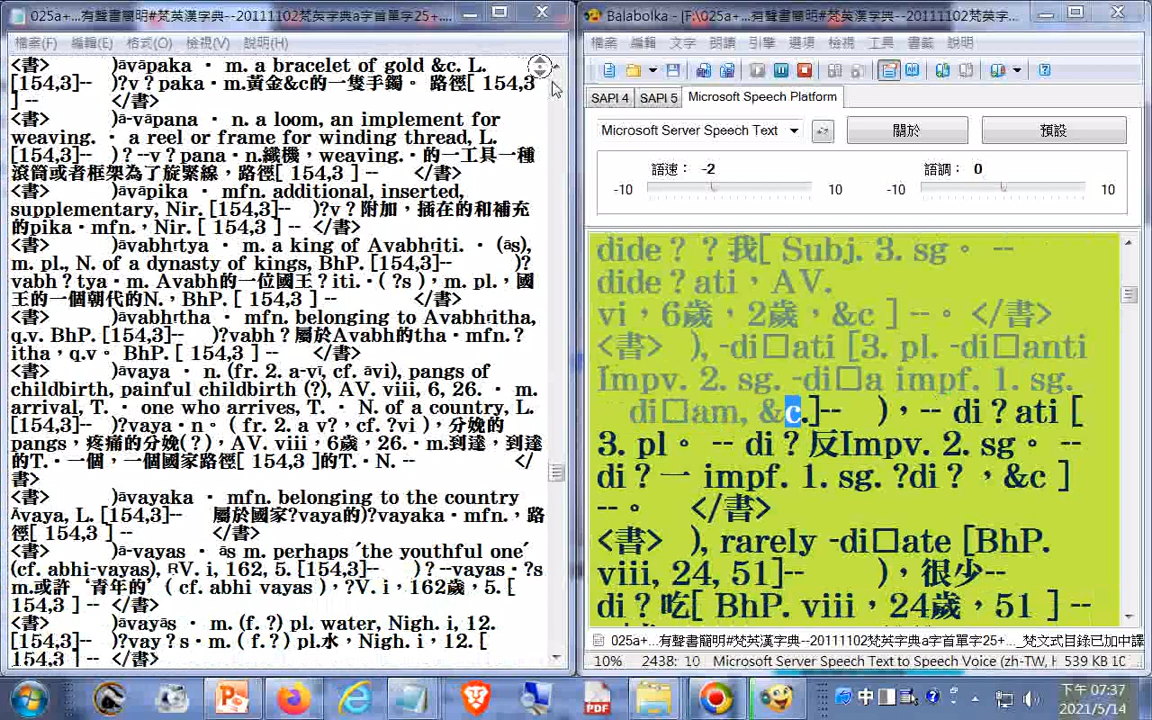 025a+...有聲書簡明#梵英漢字典--20111102梵英字典a字首單字25+...
檔案(F) 編輯(E) 格式(O) 檢視(V) 說明(H)
<書> )āvāpaka · m. a bracelet of gold &c. L.
[154,3]-- )?v ? paka · m.黃金&c的一隻手鐲。 路徑[ 154,3
] -- </書>
<書> )ā-vāpana · n. a loom, an implement for
weaving. · a reel or frame for winding thread, L.
[154,3]-- )? --v ? pana · n.織機，weaving. · 的一工具一種
滾筒或者框架為了旋緊線，路徑[ 154,3 ] -- </書>
<書> )āvāpika · mfn. additional, inserted,
supplementary, Nir. [154,3]-- )?v ? 附加，插在的和補充
的pika · mfn.，Nir. [ 154,3 ] -- </書>
<書> )āvabhṛtya · m. a king of Avabhṛiti. · (ās),
m. pl., N. of a dynasty of kings, BhP. [154,3]-- )?
vabh ? tya · m. Avabh的一位國王? iti. · ( ?s )，m. pl.，國
王的一個朝代的N.，BhP. [ 154,3 ] -- </書>
<書> )āvabhṛtha · mfn. belonging to Avabhṛitha,
q.v. BhP. [154,3]-- )?vabh ? 屬於Avabh的tha · mfn. ?
itha，q.v。 BhP. [ 154,3 ] -- </書>
<書> )āvaya · n. (fr. 2. a-vī, cf. āvi), pangs of
childbirth, painful childbirth (?), AV. viii, 6, 26. · m.
arrival, T. · one who arrives, T. · N. of a country, L.
[154,3]-- )?vaya · n.。 ( fr. 2. a v?，cf. ?vi )，分娩的
pangs，疼痛的分娩( ? )，AV. viii，6歲，26. · m.到達，到達
的T. · 一個，一個國家路徑[ 154,3 ]的T. · N. -- </
書>
<書> )āvayaka · mfn. belonging to the country
Āvaya, L. [154,3]-- 屬於國家?vaya的)?vayaka · mfn.，路
徑[ 154,3 ] -- </書>
<書> )ā-vayas · ās m. perhaps 'the youthful one'
(cf. abhi-vayas), ṚV. i, 162, 5. [154,3]-- )? --vayas · ?s
m.或許‘青年的’( cf. abhi vayas )，?V. i，162歲，5. [
154,3 ] -- </書>
<書> )āvayās · m. (f. ?) pl. water, Nigh. i, 12.
[154,3]-- )?vay ? s · m. ( f. ?) pl.水，Nigh. i，12. [
154,3 ] -- </書>
Balabolka - [F:\025a+...有聲書簡明#梵英漢字典--20111102梵英字...
檔案 編輯 文字 朗讀 引擎 選項 檢視 工具 書籤 說明
SAPI 4 SAPI 5 Microsoft Speech Platform
Microsoft Server Speech Text 關於 預設
語速： -2 語調： 0
-10 10 -10 10
dide ? ? 我[ Subj. 3. sg。 --
dide ? ati，AV.
vi，6歲，2歲，&c ] --。 </書>
<書> ), -di□ati [3. pl. -di□anti
Impv. 2. sg. -di□a impf. 1. sg.
di□am, &c.]-- )，-- di ? ati [
3. pl。 -- di ? 反Impv. 2. sg。 --
di ? 一 impf. 1. sg. ?di ? ，&c ]
--。 </書>
<書> ), rarely -di□ate [BhP.
viii, 24, 51]-- )，很少--
di ? 吃[ BhP. viii，24歲，51 ] --
025a+...有聲書簡明#梵英漢字典--20111102梵英字典a字首單字25+..._梵文式目錄已加中譯
10% 2438: 10 Microsoft Server Speech Text to Speech Voice (zh-TW, H 539 KB 10
中 下午 07:37
2021/5/14